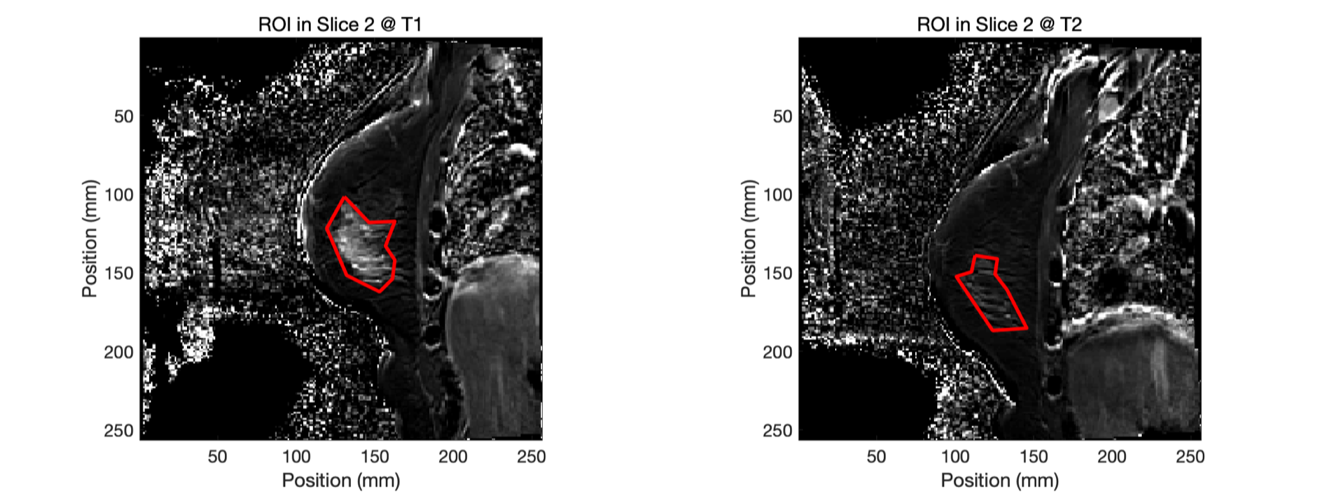 ROI in Slice 2 @ T1
50
100
150
200
250
Position (mm)
50 100 150 200 250
Position (mm)
ROI in Slice 2 @ T2
50
100
150
200
250
Position (mm)
50 100 150 200 250
Position (mm)